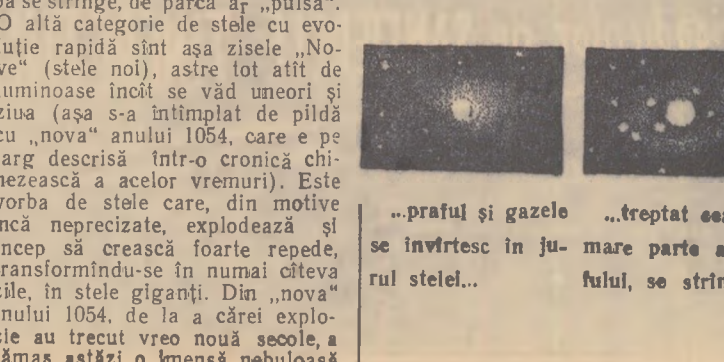 se strînge, de parcă ar „pulsa“.
O altă categorie de stele cu evo-
luție rapidă sînt așa zisele „No-
ve“ (stele noi), astre tot atît de
luminoase încît se văd uneori și
ziua (așa s-a întîmplat de pildă
cu „nova“ anului 1054, care e pe
larg descrisă într-o cronică chi-
nezească a acelor vremuri). Este
vorba de stele care, din motive
încă neprecizate, explodează și
încep să crească foarte repede,
transformîndu-se în numai cîteva
zile, în stele giganți. Din „nova“
anului 1054, de la a cărei explo-
zie au trecut vreo nouă secole, a
rămas astăzi o imensă nebuloasă
...praful și gazele
se învîrtesc în ju-
rul stelei...
...treptat cea
mare parte a
fului, se strîn